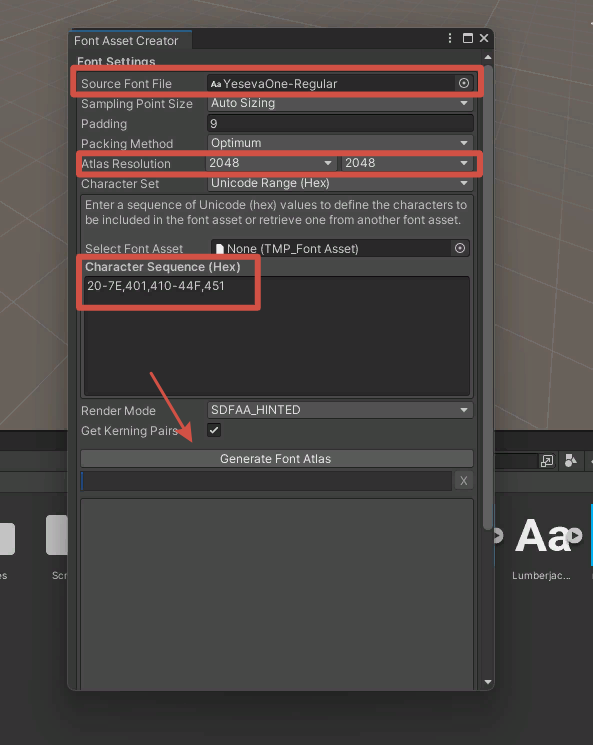 Font Asset Creator
Font Settings
Source Font File Aa YesevaOne-Regular
Sampling Point Size Auto Sizing
Padding 9
Packing Method Optimum
Atlas Resolution 2048 2048
Character Set Unicode Range (Hex)
Enter a sequence of Unicode (hex) values to define the characters to
be included in the font asset or retrieve one from another font asset.
Select Font Asset None (TMP_Font Asset)
Character Sequence (Hex)
20-7E,401,410-44F,451
Render Mode SDFAA_HINTED
Get Kerning Pairs
Generate Font Atlas
X
Aa
Scr
Lumberjac...